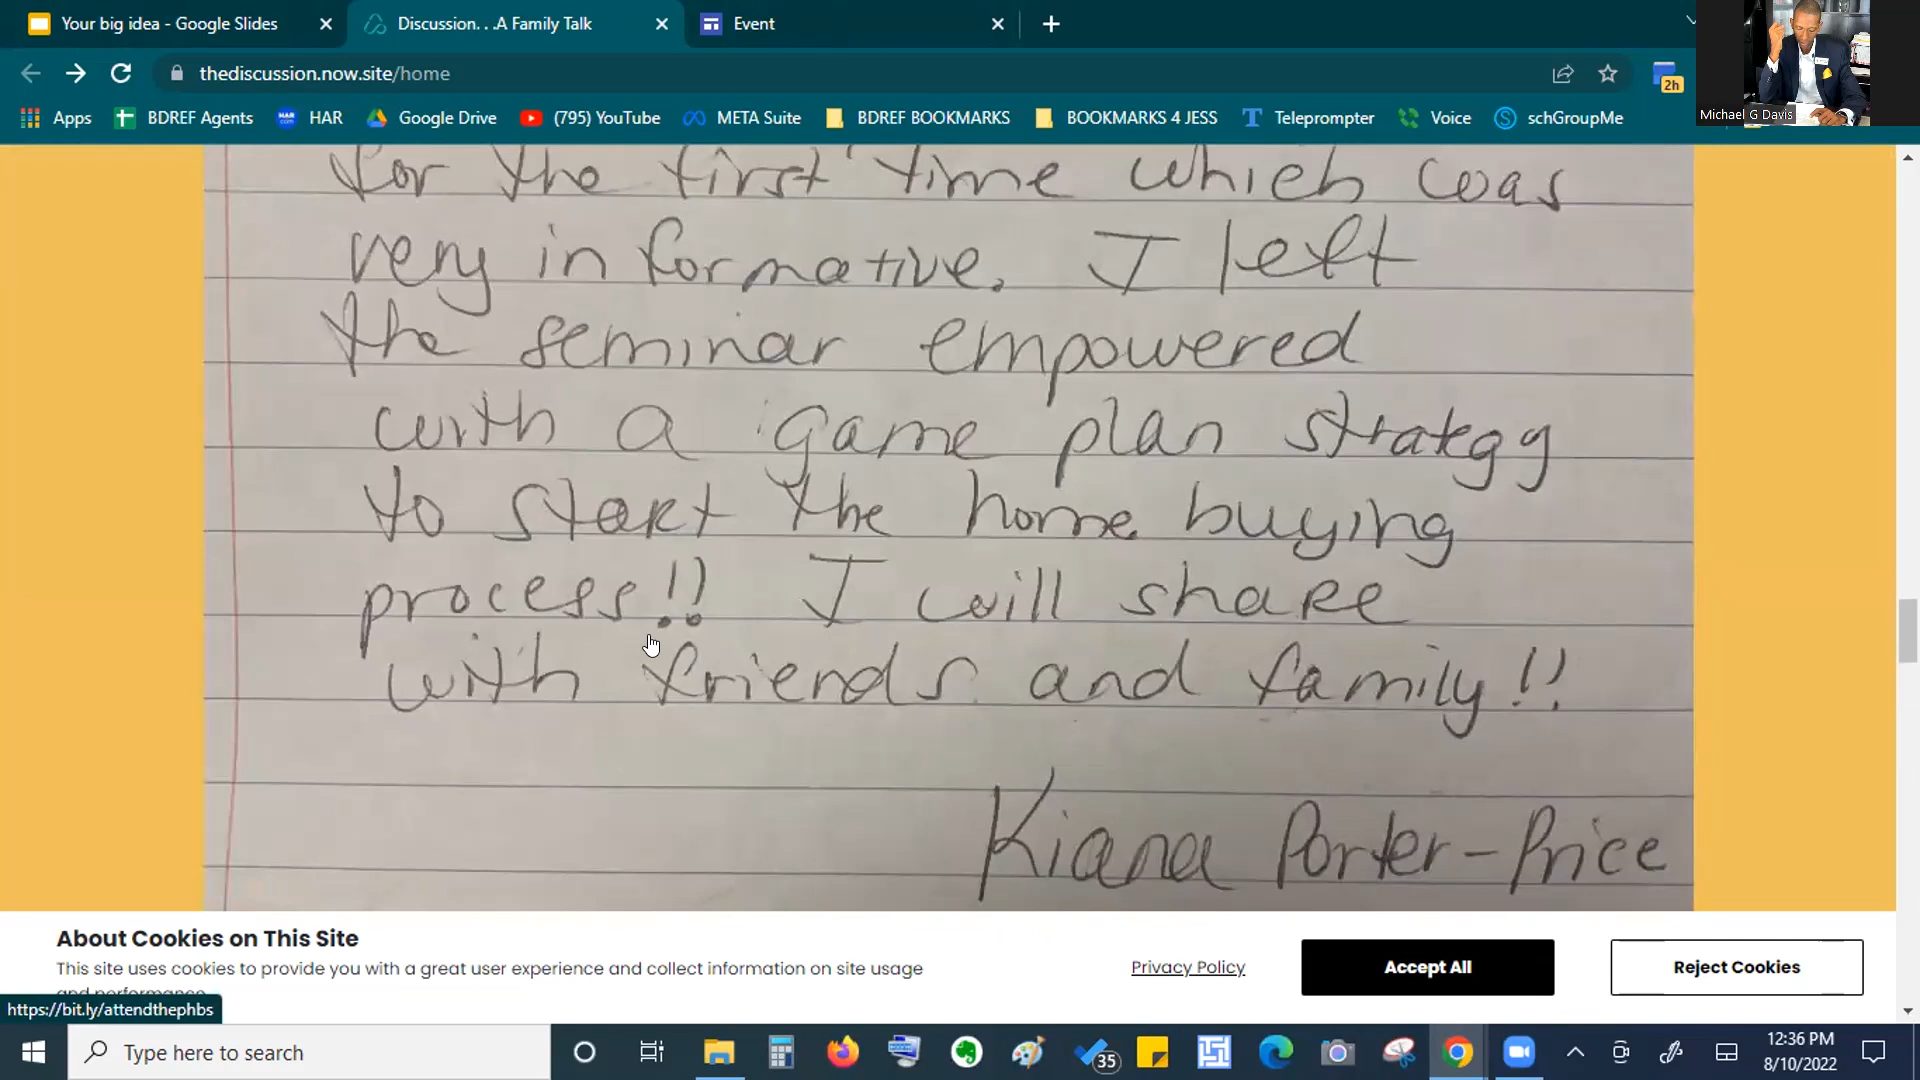 Your big idea - Google Slides
Discussion. . .A Family Talk
Event
thediscussion.now.site/home
2h
Apps
BDREF Agents
HAR
Google Drive
(795) YouTube
META Suite
BDREF BOOKMARKS
BOOKMARKS 4 JESS
Teleprompter
Voice
schGroupMe
Michael G Davis
for the first time which was
very informative. I left
the seminar empowered
with a game plan strategy
to start the home buying
process!! I will share
with friends and family!!
Kiana Porter-Price
About Cookies on This Site
This site uses cookies to provide you with a great user experience and collect information on site usage
and performance.
Privacy Policy
Accept All
Reject Cookies
https://bit.ly/attendthephbs
Type here to search
35
12:36 PM
8/10/2022